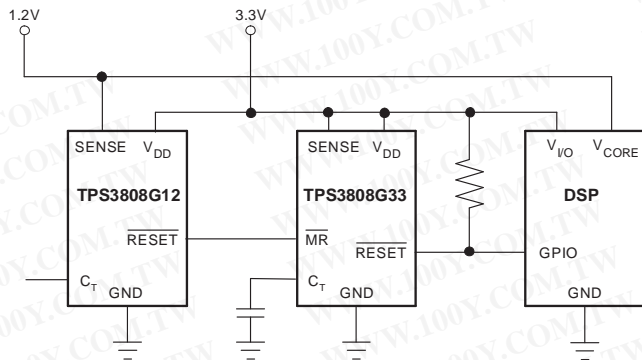 1.2V 3.3V
SENSE VDD SENSE VDD VI/O VCORE
TPS3808G12 TPS3808G33 DSP
RESET MR RESET GPIO
CT CT
GND GND GND
WWW.100Y.COM.TW